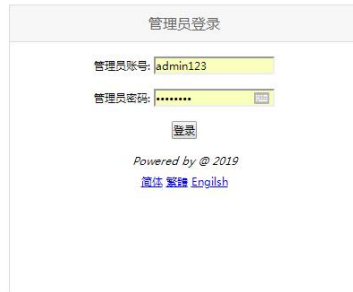 管理员登录
管理员账号: admin123
管理员密码: ••••••••
登录
Powered by @ 2019
简体 繁體 Engilsh